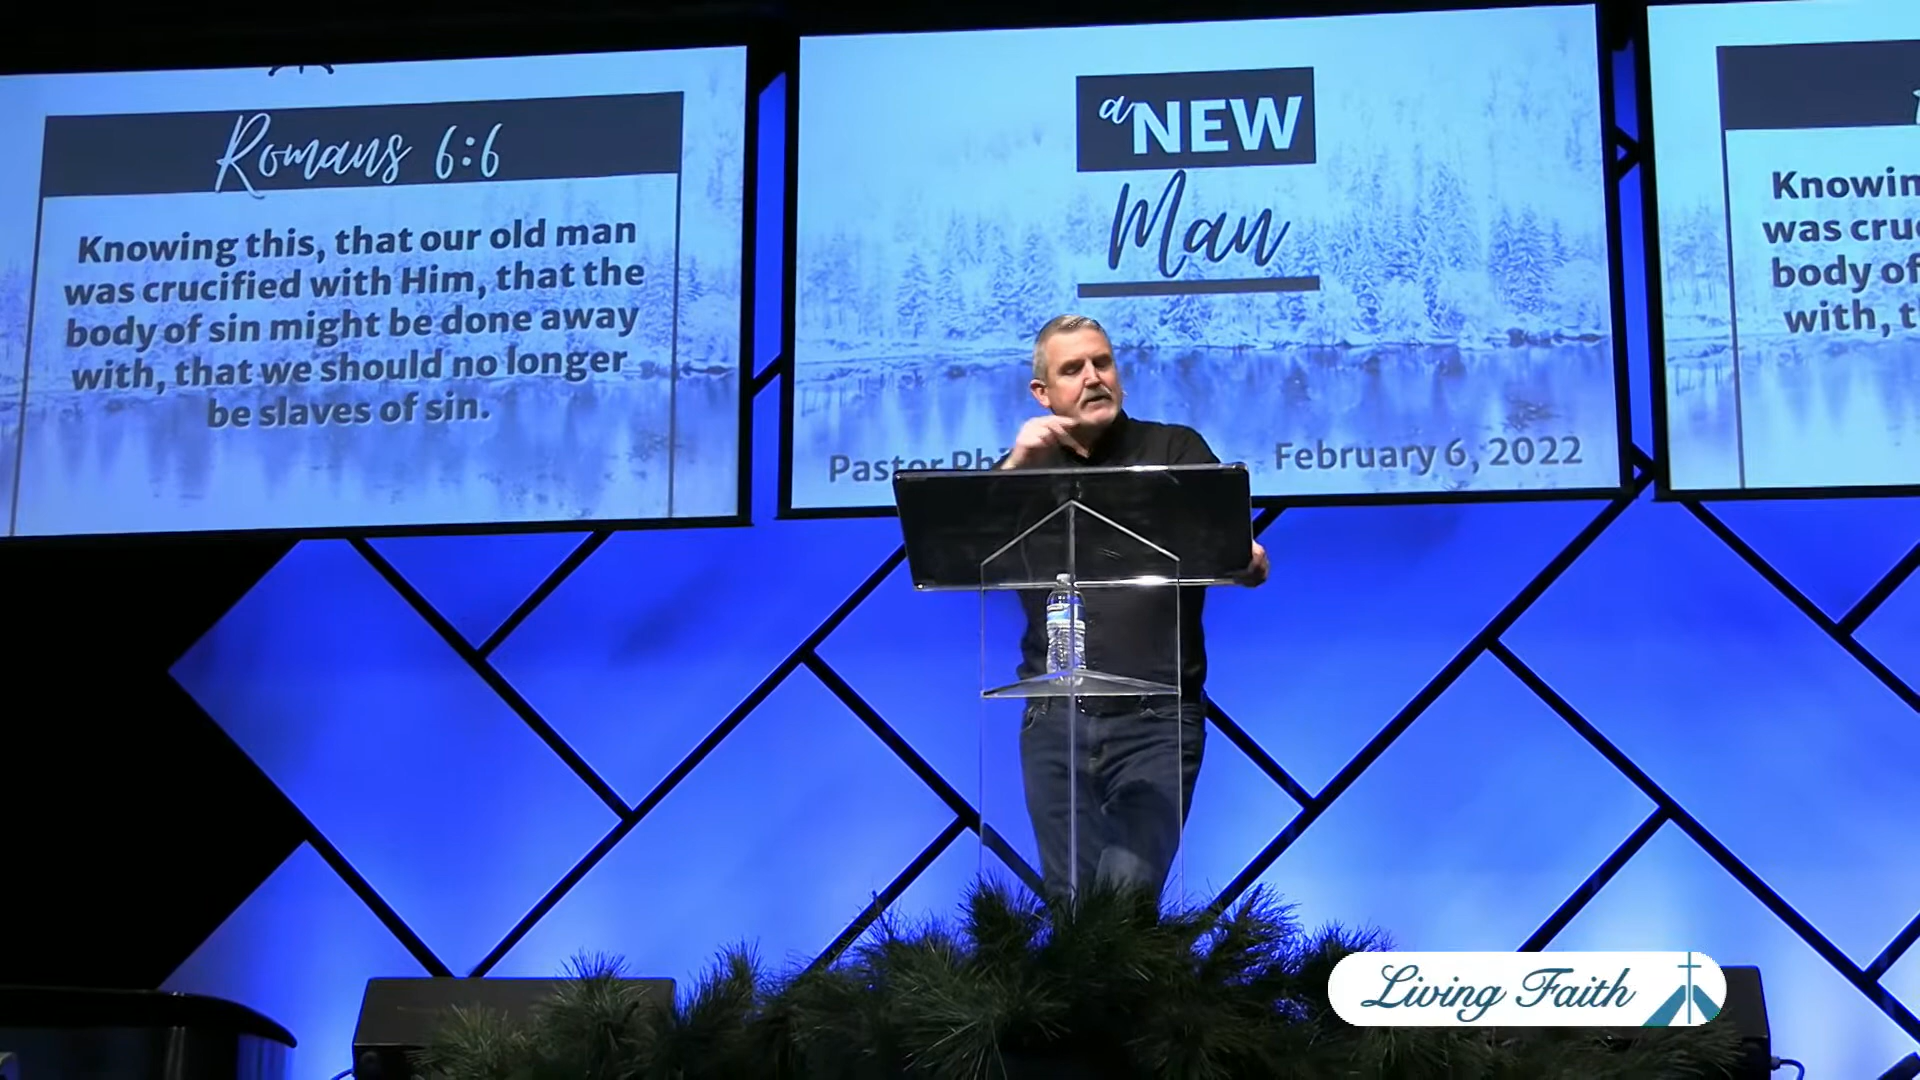 Romans 6:6
Knowing this, that our old man
was crucified with Him, that the
body of sin might be done away
with, that we should no longer
be slaves of sin.
a NEW
Man
Pastor
February 6, 2022
Knowin
was cru
body of
with, t
Living Faith